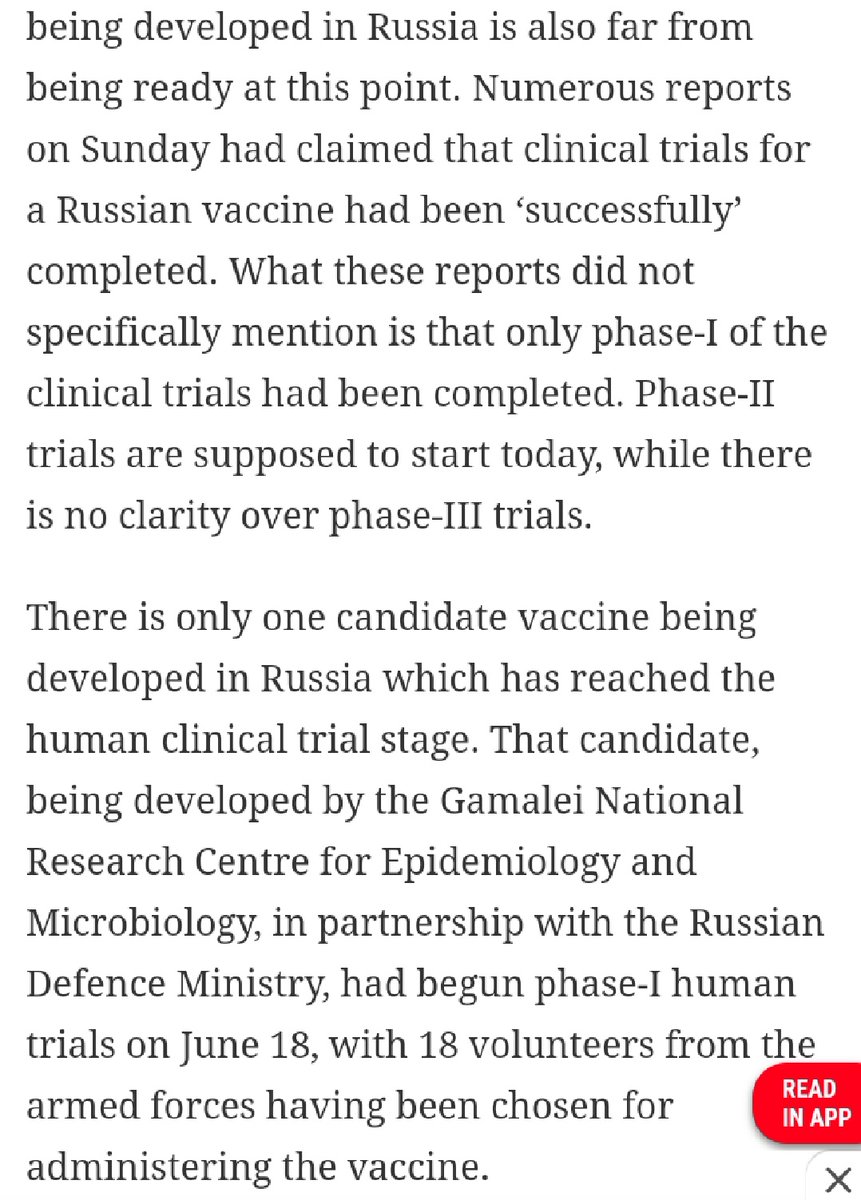 being developed in Russia is also far from
being ready at this point. Numerous reports
on Sunday had claimed that clinical trials for
a Russian vaccine had been ‘successfully’
completed. What these reports did not
specifically mention is that only phase-I of the
clinical trials had been completed. Phase-II
trials are supposed to start today, while there
is no clarity over phase-III trials.
There is only one candidate vaccine being
developed in Russia which has reached the
human clinical trial stage. That candidate,
being developed by the Gamalei National
Research Centre for Epidemiology and
Microbiology, in partnership with the Russian
Defence Ministry, had begun phase-I human
trials on June 18, with 18 volunteers from the
armed forces having been chosen for
administering the vaccine.
READ
IN APP